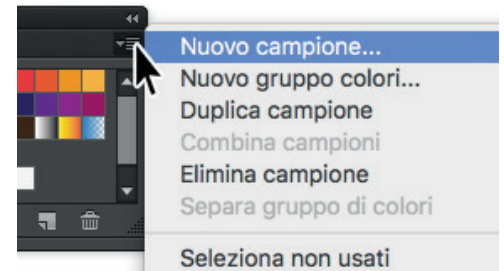 Nuovo campione...
Nuovo gruppo colori...
Duplica campione
Combina campioni
Elimina campione
Separa gruppo di colori
Seleziona non usati